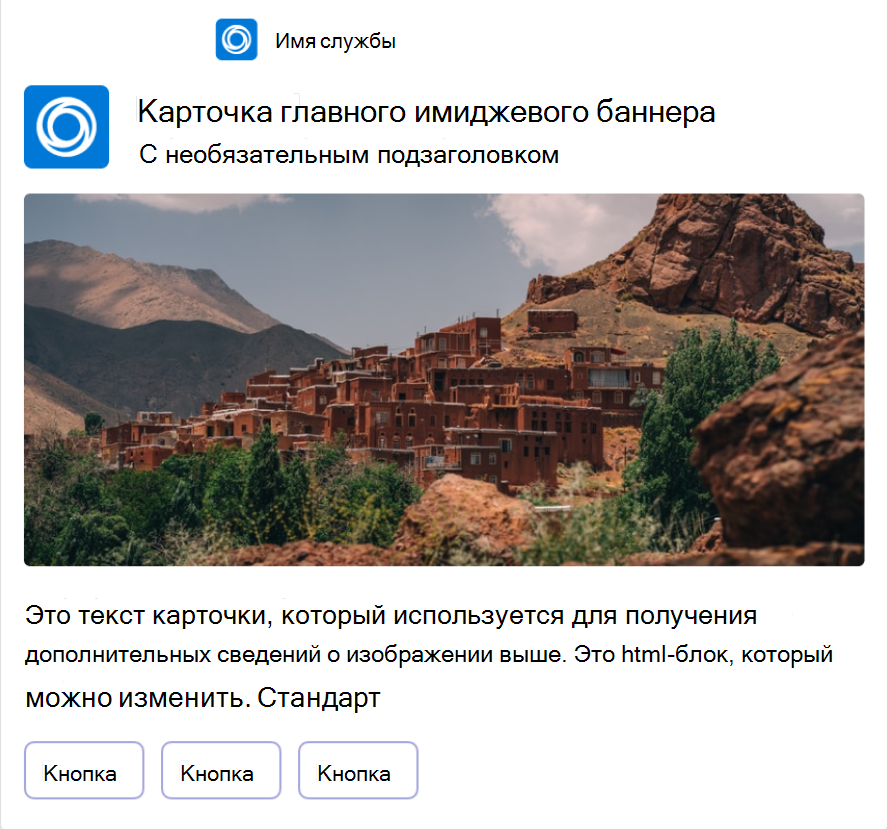 Имя службы
Карточка главного имиджевого баннера
С необязательным подзаголовком
Это текст карточки, который используется для получения
дополнительных сведений о изображении выше. Это html-блок, который
можно изменить. Стандарт
Кнопка Кнопка Кнопка